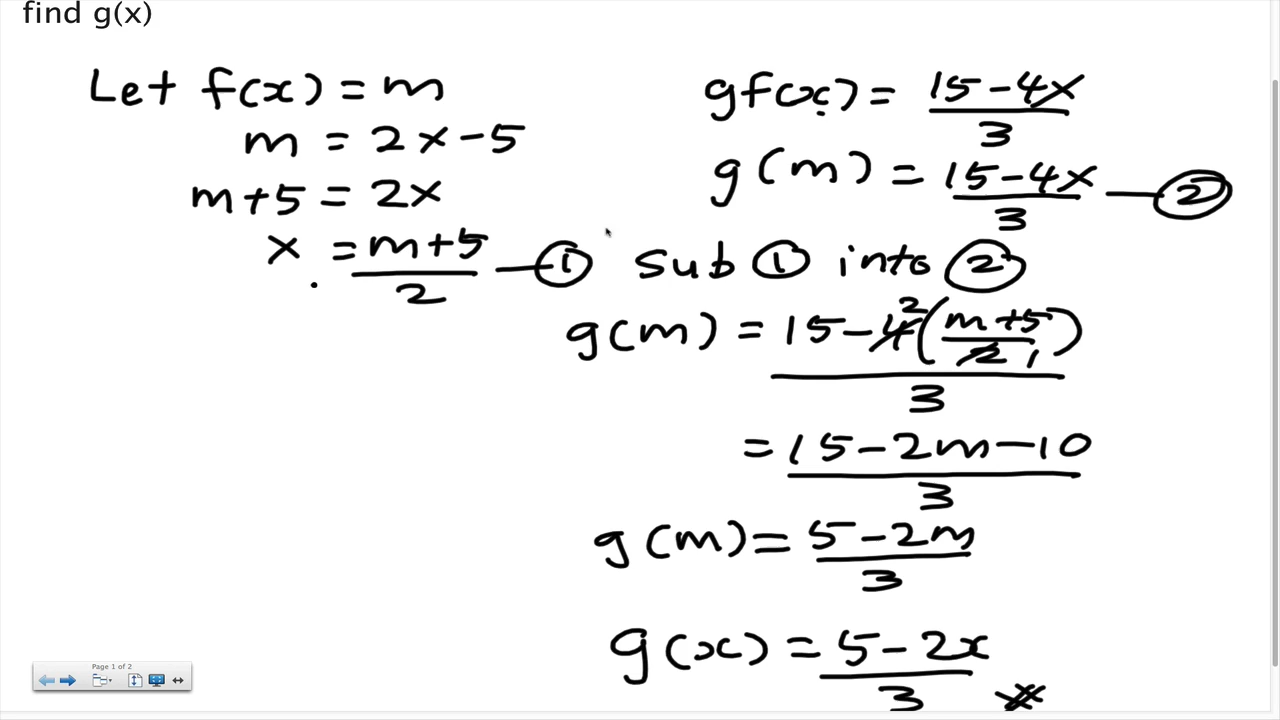 find g(x)
Let f(x) = m
m = 2x - 5
m + 5 = 2x
x = m + 5 / 2 — ①
gf(x) = 15 - 4x / 3
g(m) = 15 - 4x / 3 — ②
sub ① into ②
g(m) = 15 - 4 2 ( m + 5 / 2 1 ) / 3
= 15 - 2m - 10 / 3
g(m) = 5 - 2m / 3
g(x) = 5 - 2x / 3
Page 1 of 2